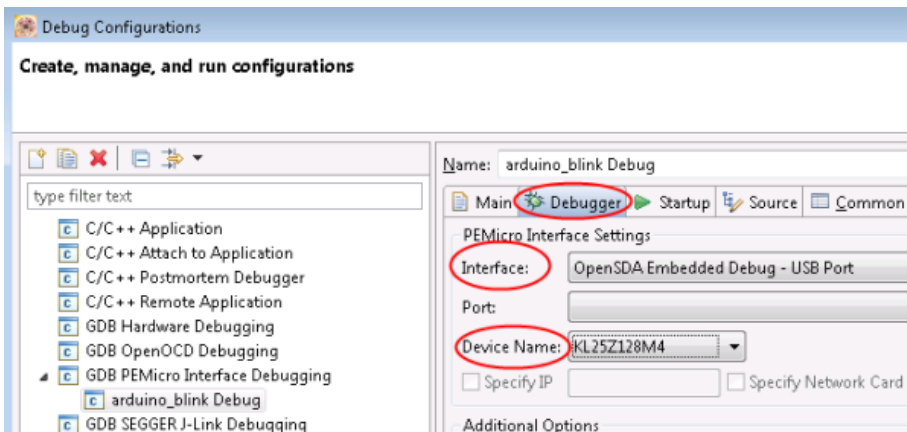 Debug Configurations
Create, manage, and run configurations
type filter text
C/C++ Application
C/C++ Attach to Application
C/C++ Postmortem Debugger
C/C++ Remote Application
GDB Hardware Debugging
GDB OpenOCD Debugging
GDB PEMicro Interface Debugging
arduino_blink Debug
GDB SEGGER J-Link Debugging
Name: arduino_blink Debug
Main Debugger Startup Source Common
PEMicro Interface Settings
Interface: OpenSDA Embedded Debug - USB Port
Port:
Device Name: KL25Z128M4
Specify IP Specify Network Card
Additional Options